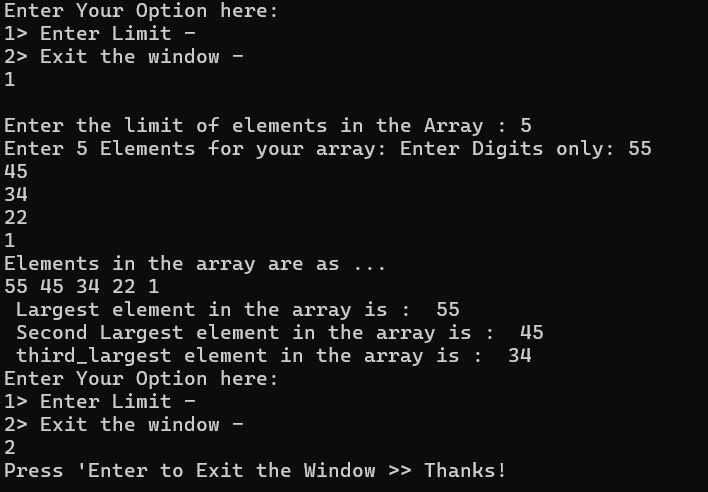 Enter Your Option here:
1> Enter Limit -
2> Exit the window -
1
Enter the limit of elements in the Array : 5
Enter 5 Elements for your array: Enter Digits only: 55
45
34
22
1
Elements in the array are as ...
55 45 34 22 1
Largest element in the array is :  55
Second Largest element in the array is :  45
third_largest element in the array is :  34
Enter Your Option here:
1> Enter Limit -
2> Exit the window -
2
Press 'Enter to Exit the Window >> Thanks!